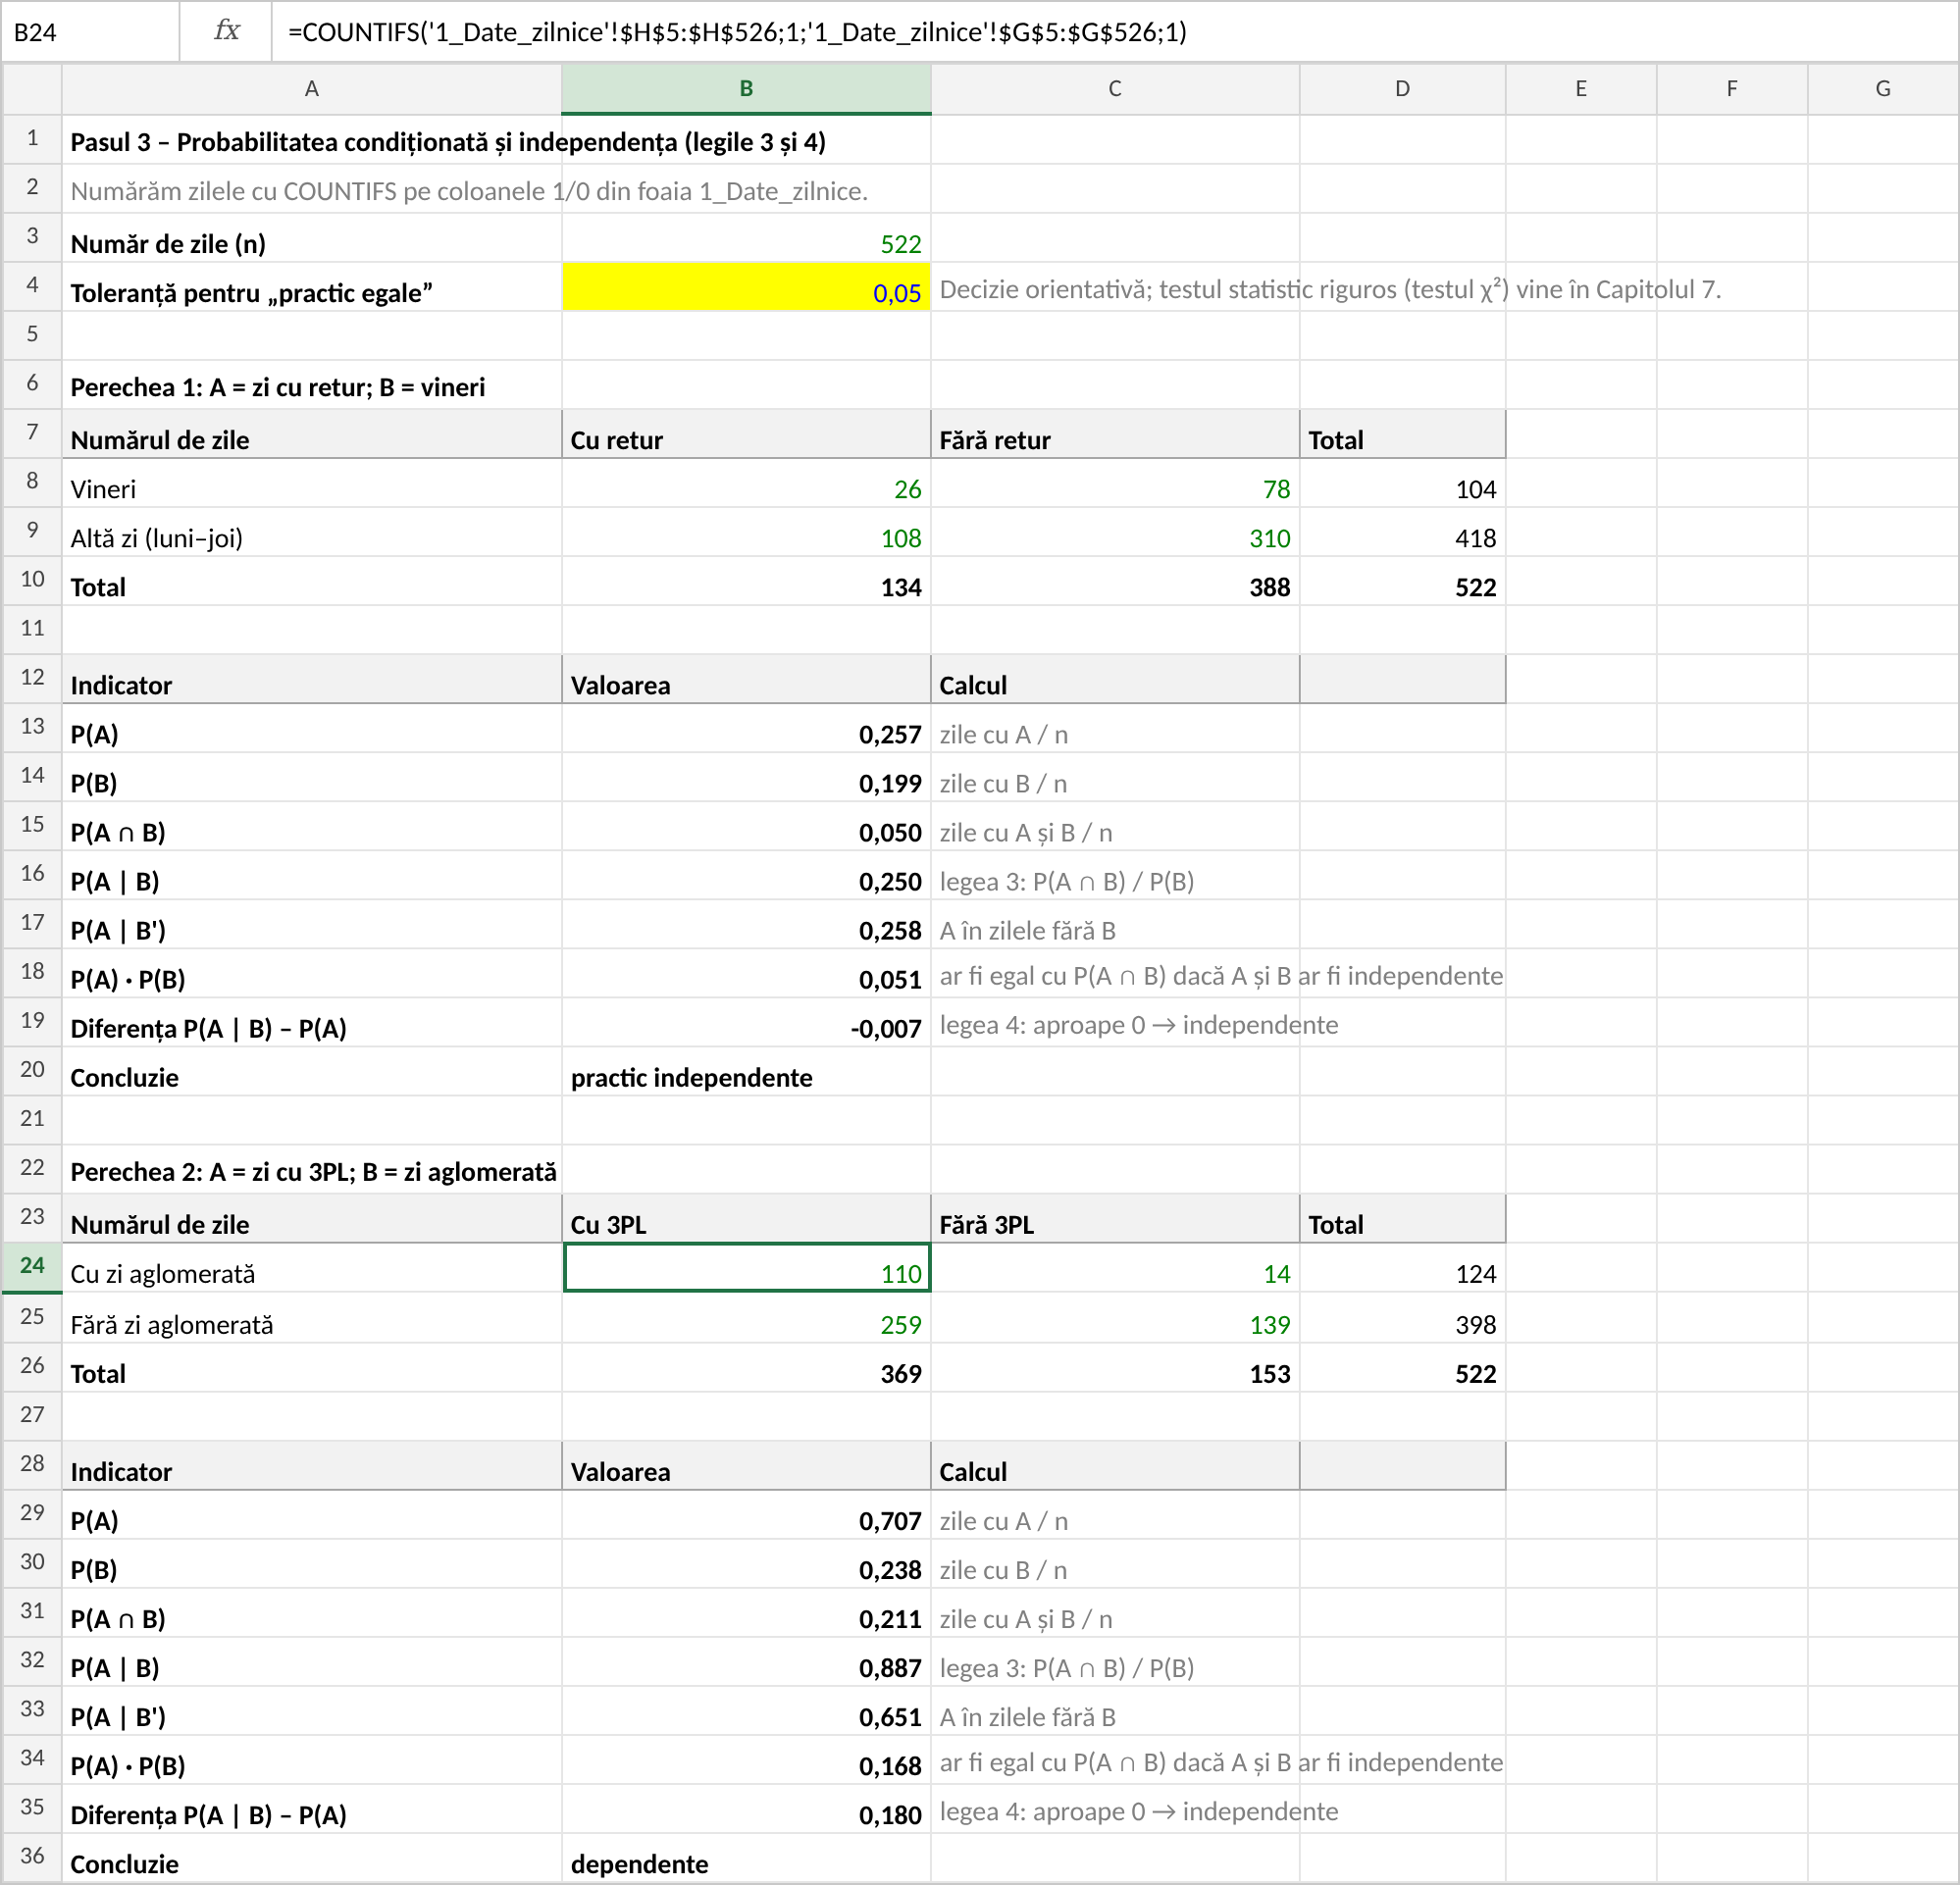 B24 fx =COUNTIFS('1_Date_zilnice'!$H$5:$H$526;1;'1_Date_zilnice'!$G$5:$G$526;1)
A B C D E F G
1 Pasul 3 – Probabilitatea condiționată și independența (legile 3 și 4)
2 Numărăm zilele cu COUNTIFS pe coloanele 1/0 din foaia 1_Date_zilnice.
3 Număr de zile (n) 522
4 Toleranță pentru „practic egale” 0,05 Decizie orientativă; testul statistic riguros (testul χ²) vine în Capitolul 7.
5
6 Perechea 1: A = zi cu retur; B = vineri
7 Numărul de zile Cu retur Fără retur Total
8 Vineri 26 78 104
9 Altă zi (luni–joi) 108 310 418
10 Total 134 388 522
11
12 Indicator Valoarea Calcul
13 P(A) 0,257 zile cu A / n
14 P(B) 0,199 zile cu B / n
15 P(A ∩ B) 0,050 zile cu A și B / n
16 P(A | B) 0,250 legea 3: P(A ∩ B) / P(B)
17 P(A | B') 0,258 A în zilele fără B
18 P(A) · P(B) 0,051 ar fi egal cu P(A ∩ B) dacă A și B ar fi independente
19 Diferența P(A | B) – P(A) -0,007 legea 4: aproape 0 → independente
20 Concluzie practic independente
21
22 Perechea 2: A = zi cu 3PL; B = zi aglomerată
23 Numărul de zile Cu 3PL Fără 3PL Total
24 Cu zi aglomerată 110 14 124
25 Fără zi aglomerată 259 139 398
26 Total 369 153 522
27
28 Indicator Valoarea Calcul
29 P(A) 0,707 zile cu A / n
30 P(B) 0,238 zile cu B / n
31 P(A ∩ B) 0,211 zile cu A și B / n
32 P(A | B) 0,887 legea 3: P(A ∩ B) / P(B)
33 P(A | B') 0,651 A în zilele fără B
34 P(A) · P(B) 0,168 ar fi egal cu P(A ∩ B) dacă A și B ar fi independente
35 Diferența P(A | B) – P(A) 0,180 legea 4: aproape 0 → independente
36 Concluzie dependente